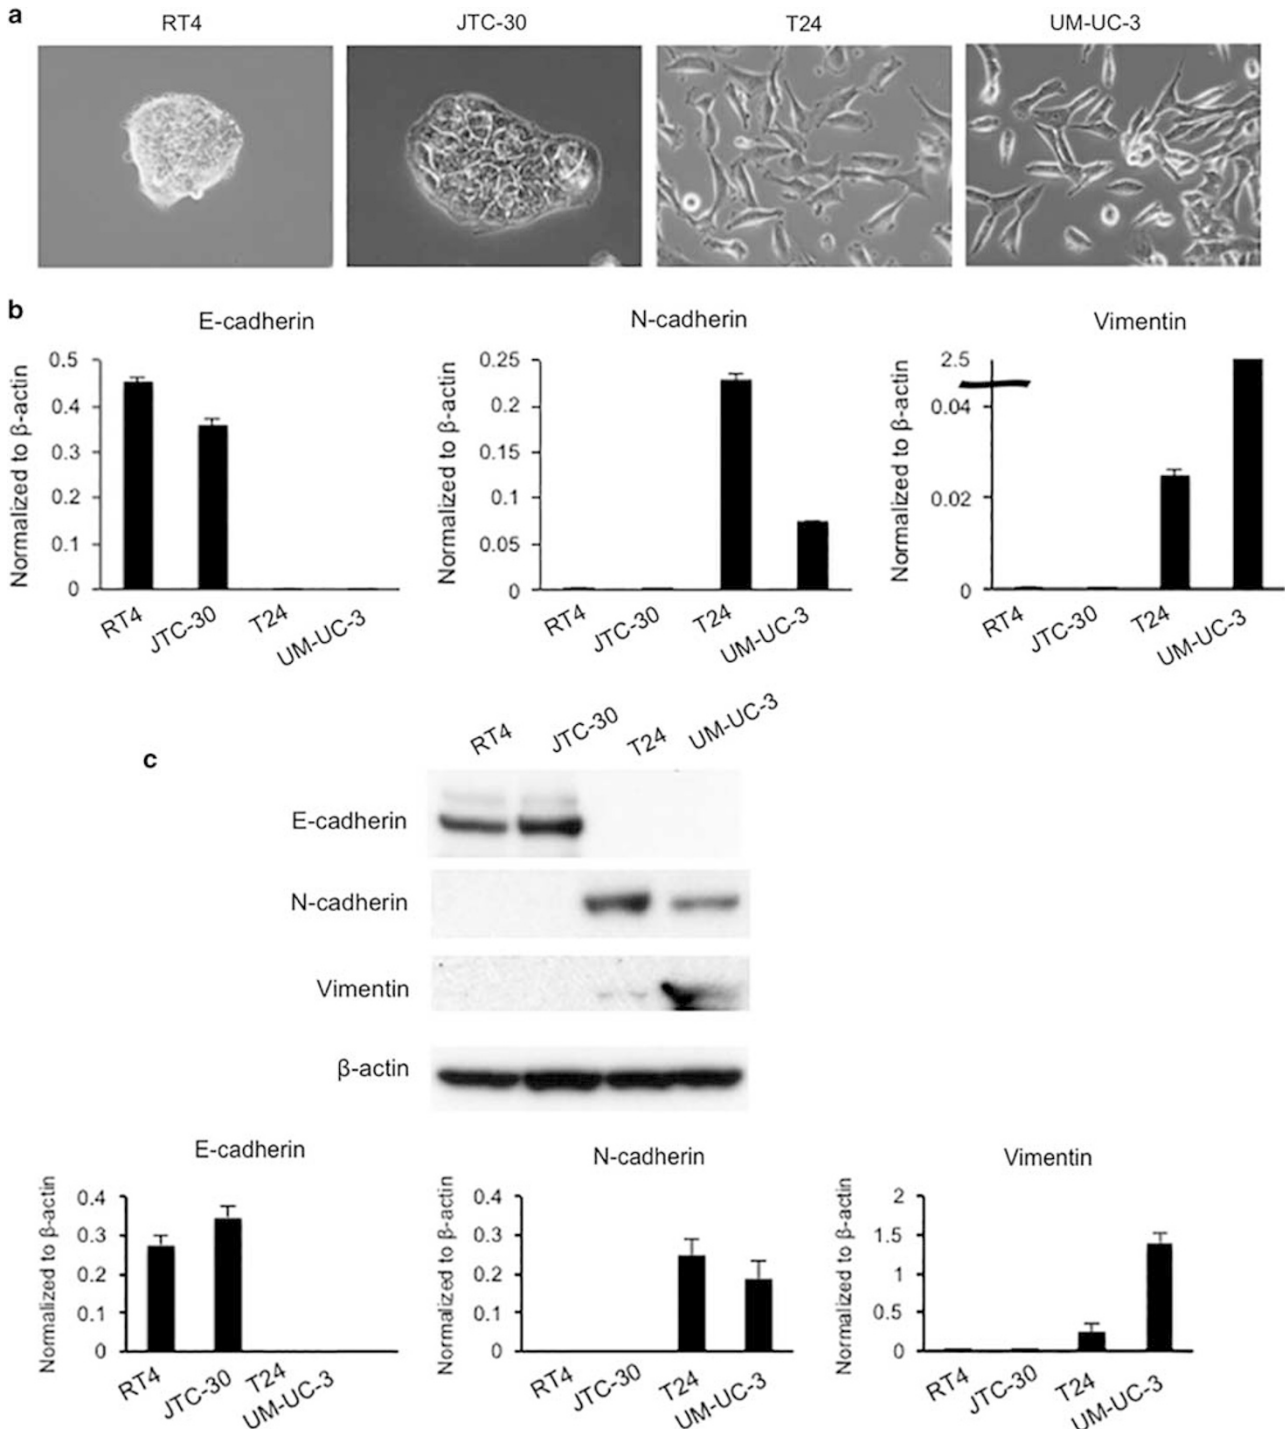 a
RT4 JTC-30 T24 UM-UC-3
b
E-cadherin N-cadherin Vimentin
Normalized to β-actin
0.5
0.4
0.3
0.2
0.1
0
RT4 JTC-30 T24 UM-UC-3
Normalized to β-actin
0.25
0.2
0.15
0.1
0.05
0
RT4 JTC-30 T24 UM-UC-3
Normalized to β-actin
2.5
0.04
0.02
0
RT4 JTC-30 T24 UM-UC-3
c
RT4 JTC-30 T24 UM-UC-3
E-cadherin
N-cadherin
Vimentin
β-actin
E-cadherin N-cadherin Vimentin
Normalized to β-actin
0.4
0.3
0.2
0.1
0
RT4 JTC-30 T24 UM-UC-3
Normalized to β-actin
0.4
0.3
0.2
0.1
0
RT4 JTC-30 T24 UM-UC-3
Normalized to β-actin
2
1.5
1
0.5
0
RT4 JTC-30 T24 UM-UC-3